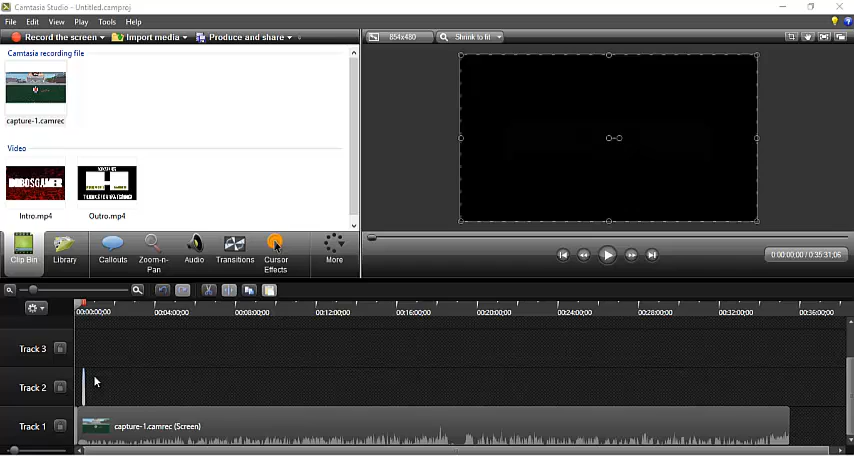 Camtasia Studio - Untitled.camproj
File Edit View Play Tools Help
Record the screen Import media Produce and share
854x480 Shrink to fit
Camtasia recording file
capture-1.camrec
Video
DUBOSGAMER
Intro.mp4 Outro.mp4
Clip Bin Library Callouts Zoom-n-Pan Audio Transitions Cursor Effects More
0:00:00;00 / 0:35:31;06
00:00:00;00 00:04:00;00 00:08:00;00 00:12:00;00 00:16:00;00 00:20:00;00 00:24:00;00 00:28:00;00 00:32:00;00 00:36:00;00
Track 3
Track 2
Track 1 capture-1.camrec (Screen)